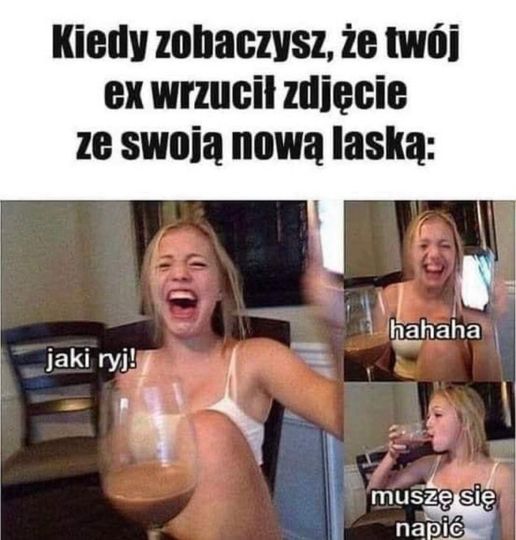 Kiedy zobaczysz, że twój
ex wrzucił zdjęcie
ze swoją nową laską:
jaki ryj!
hahaha
muszę się
napić